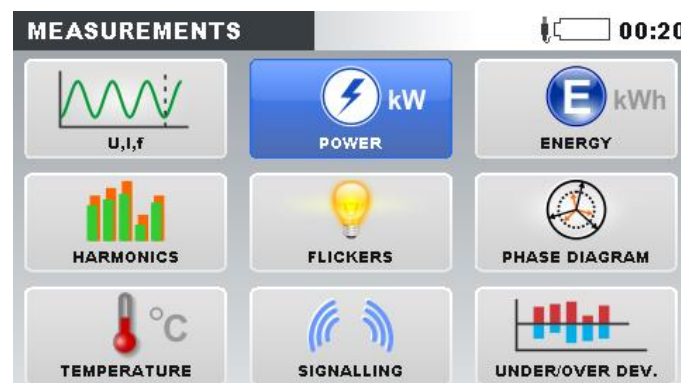 MEASUREMENTS
00:20
kW
E kWh
U,I,f
POWER
ENERGY
HARMONICS
FLICKERS
PHASE DIAGRAM
°C
TEMPERATURE
SIGNALLING
UNDER/OVER DEV.